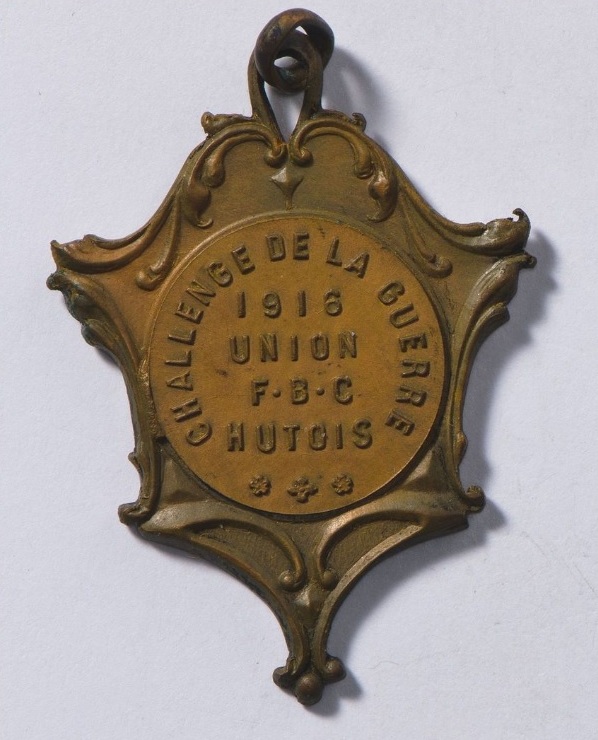 CHALLENGE DE LA GUERRE
1916
UNION
F·B·C
HUTOIS